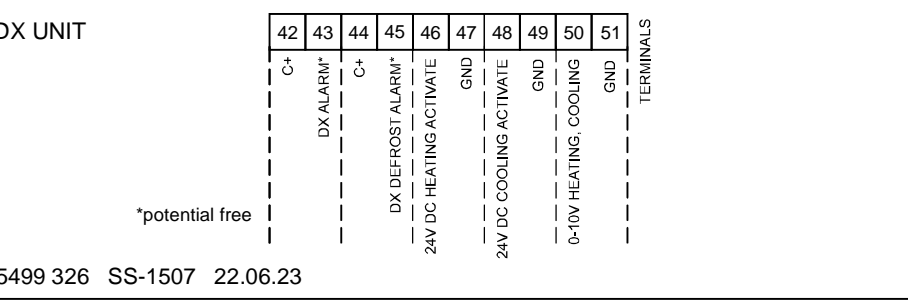 DX UNIT
42 43 44 45 46 47 48 49 50 51
C+
DX ALARM*
C+
DX DEFROST ALARM*
24V DC HEATING ACTIVATE
GND
24V DC COOLING ACTIVATE
GND
0-10V HEATING, COOLING
GND
TERMINALS
*potential free
5499 326 SS-1507 22.06.23